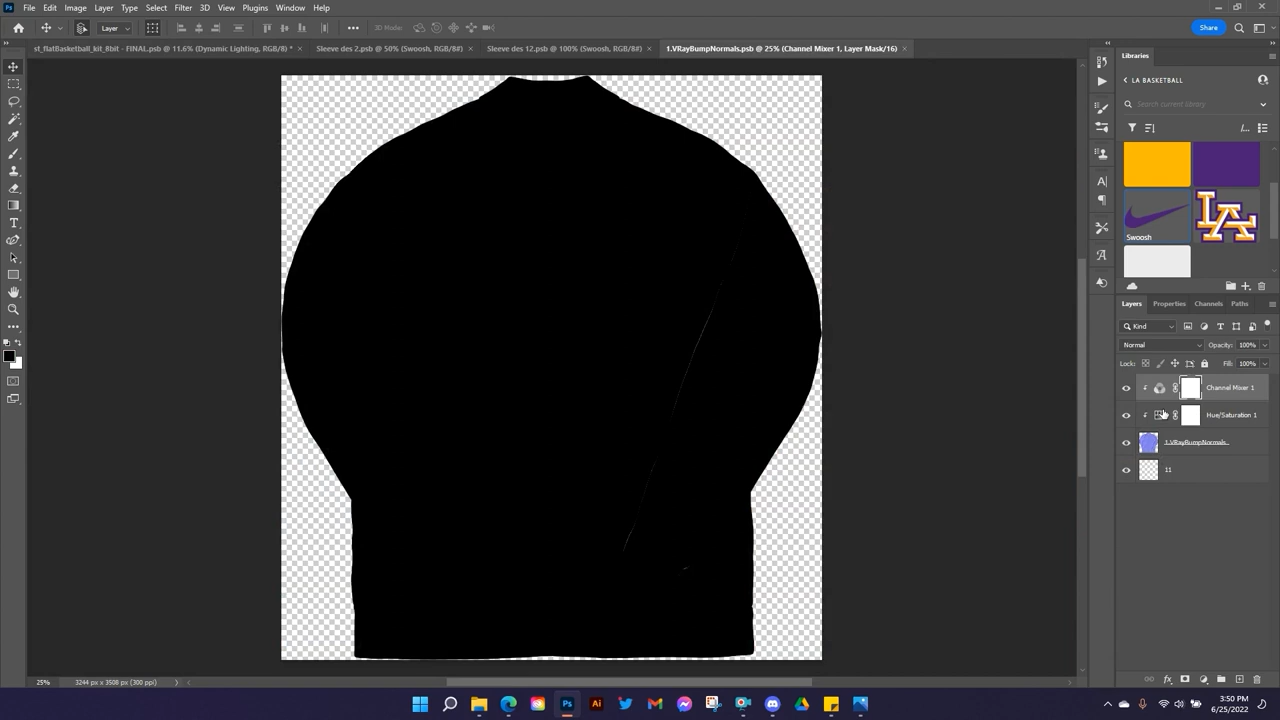 Ps File Edit Image Layer Type Select Filter 3D View Plugins Window Help
Layer 3D Mode: Share
st_flatBasketball_kit_8bit - FINAL.psb @ 11.6% (Dynamic Lighting, RGB/8) * × Sleeve des 2.psb @ 50% (Swoosh, RGB/8#) × Sleeve des 12.psb @ 100% (Swoosh, RGB/8#) × 1.VRayBumpNormals.psb @ 25% (Channel Mixer 1, Layer Mask/16) ×
Libraries
LA BASKETBALL
Search current library
Swoosh
LA
Layers Properties Channels Paths
Kind
Normal Opacity: 100%
Lock: Fill: 100%
Channel Mixer 1
Hue/Saturation 1
1.VRayBumpNormals..
11
25% 3244 px x 3508 px (300 ppi)
Ps Ai
3:50 PM
6/25/2022